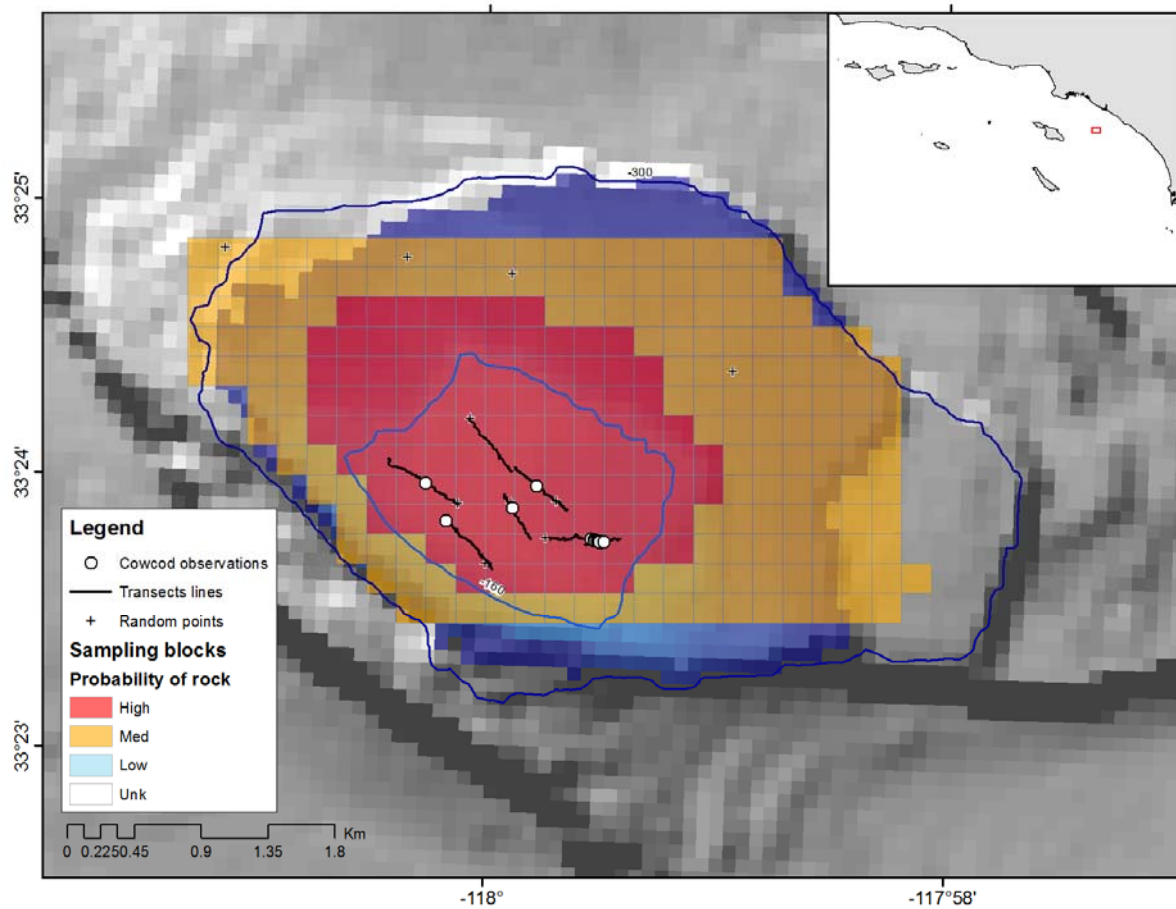 -300
33°25'
33°24'
-160
33°23'
Legend
Cowcod observations
Transects lines
Random points
Sampling blocks
Probability of rock
High
Med
Low
Unk
Km
0 0.2250.45 0.9 1.35 1.8
-118° -117°58'